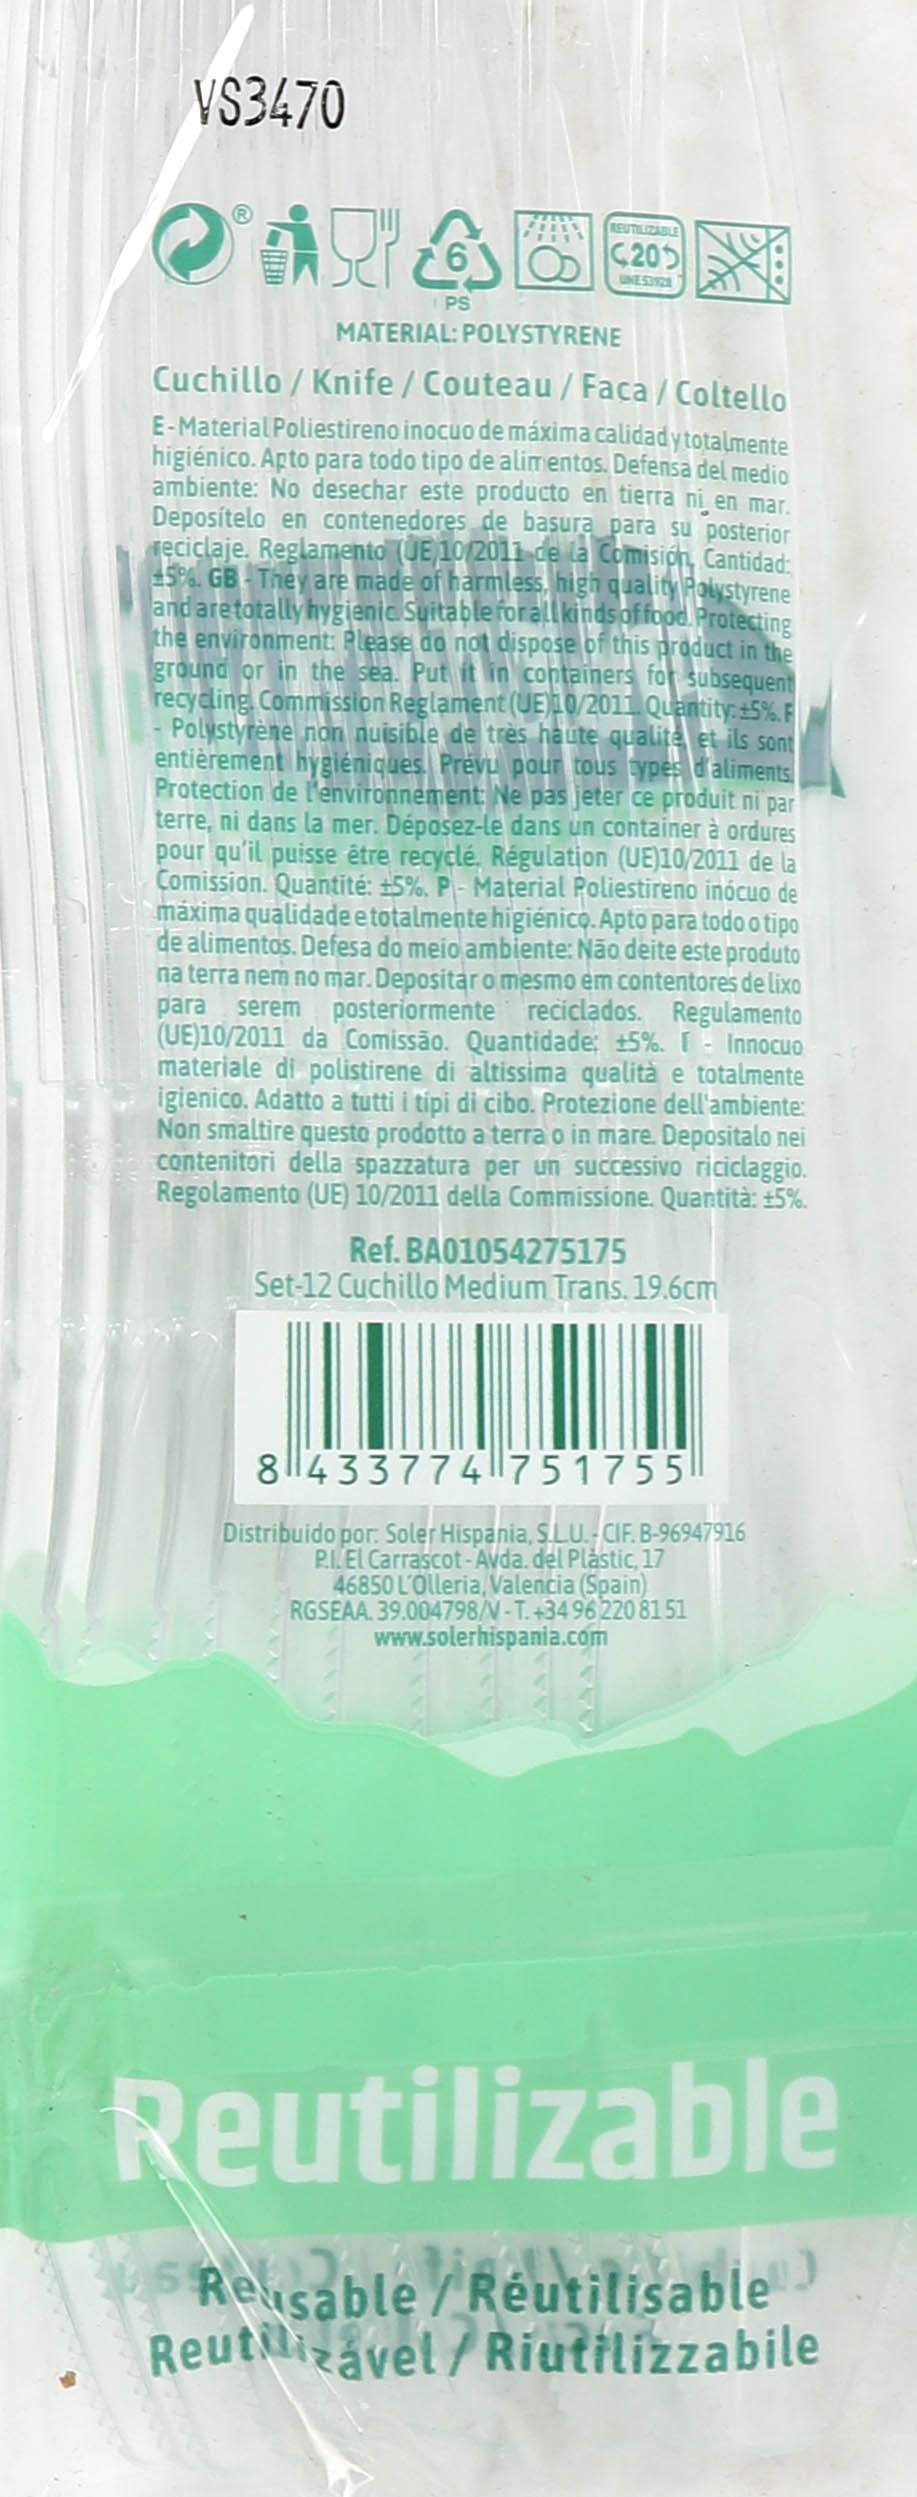 VS3470
®
REUTILIZABLE
20
UNE 53928
6
PS
MATERIAL: POLYSTYRENE
Cuchillo / Knife / Couteau / Faca / Coltello
E - Material Poliestireno inocuo de máxima calidad y totalmente
higiénico. Apto para todo tipo de alimentos. Defensa del medio
ambiente: No desechar este producto en tierra ni en mar.
Deposítelo en contenedores de basura para su posterior
reciclaje. Reglamento (UE)10/2011 de la Comisión. Cantidad:
±5%. GB - They are made of harmless, high quality Polystyrene
and are totally hygienic. Suitable for all kinds of food. Protecting
the environment: Please do not dispose of this product in the
ground or in the sea. Put it in containers for subsequent
recycling. Commission Reglament (UE)10/2011. Quantity: ±5%. F
- Polystyrène non nuisible de très haute qualité, et ils sont
entièrement hygiéniques. Prévu pour tous types d'aliments.
Protection de l'environnement: Ne pas jeter ce produit ni par
terre, ni dans la mer. Déposez-le dans un container à ordures
pour qu'il puisse être recyclé. Régulation (UE)10/2011 de la
Comission. Quantité: ±5%. P - Material Poliestireno inócuo de
máxima qualidade e totalmente higiénico. Apto para todo o tipo
de alimentos. Defesa do meio ambiente: Não deite este produto
na terra nem no mar. Depositar o mesmo em contentores de lixo
para serem posteriormente reciclados. Regulamento
(UE)10/2011 da Comissão. Quantidade: ±5%. I - Innocuo
materiale di polistirene di altissima qualità e totalmente
igienico. Adatto a tutti i tipi di cibo. Protezione dell'ambiente:
Non smaltire questo prodotto a terra o in mare. Depositalo nei
contenitori della spazzatura per un successivo riciclaggio.
Regolamento (UE) 10/2011 della Commissione. Quantità: ±5%.
Ref. BA01054275175
Set-12 Cuchillo Medium Trans. 19.6cm
8 433774 751755
Distribuido por: Soler Hispania, S.L.U. - CIF. B-96947916
P.I. El Carrascot - Avda. del Plàstic, 17
46850 L'Olleria, Valencia (Spain)
RGSEAA. 39.004798/V - T. +34 96 220 81 51
www.solerhispania.com
Reutilizable
Reusable / Réutilisable
Reutilizável / Riutilizzabile